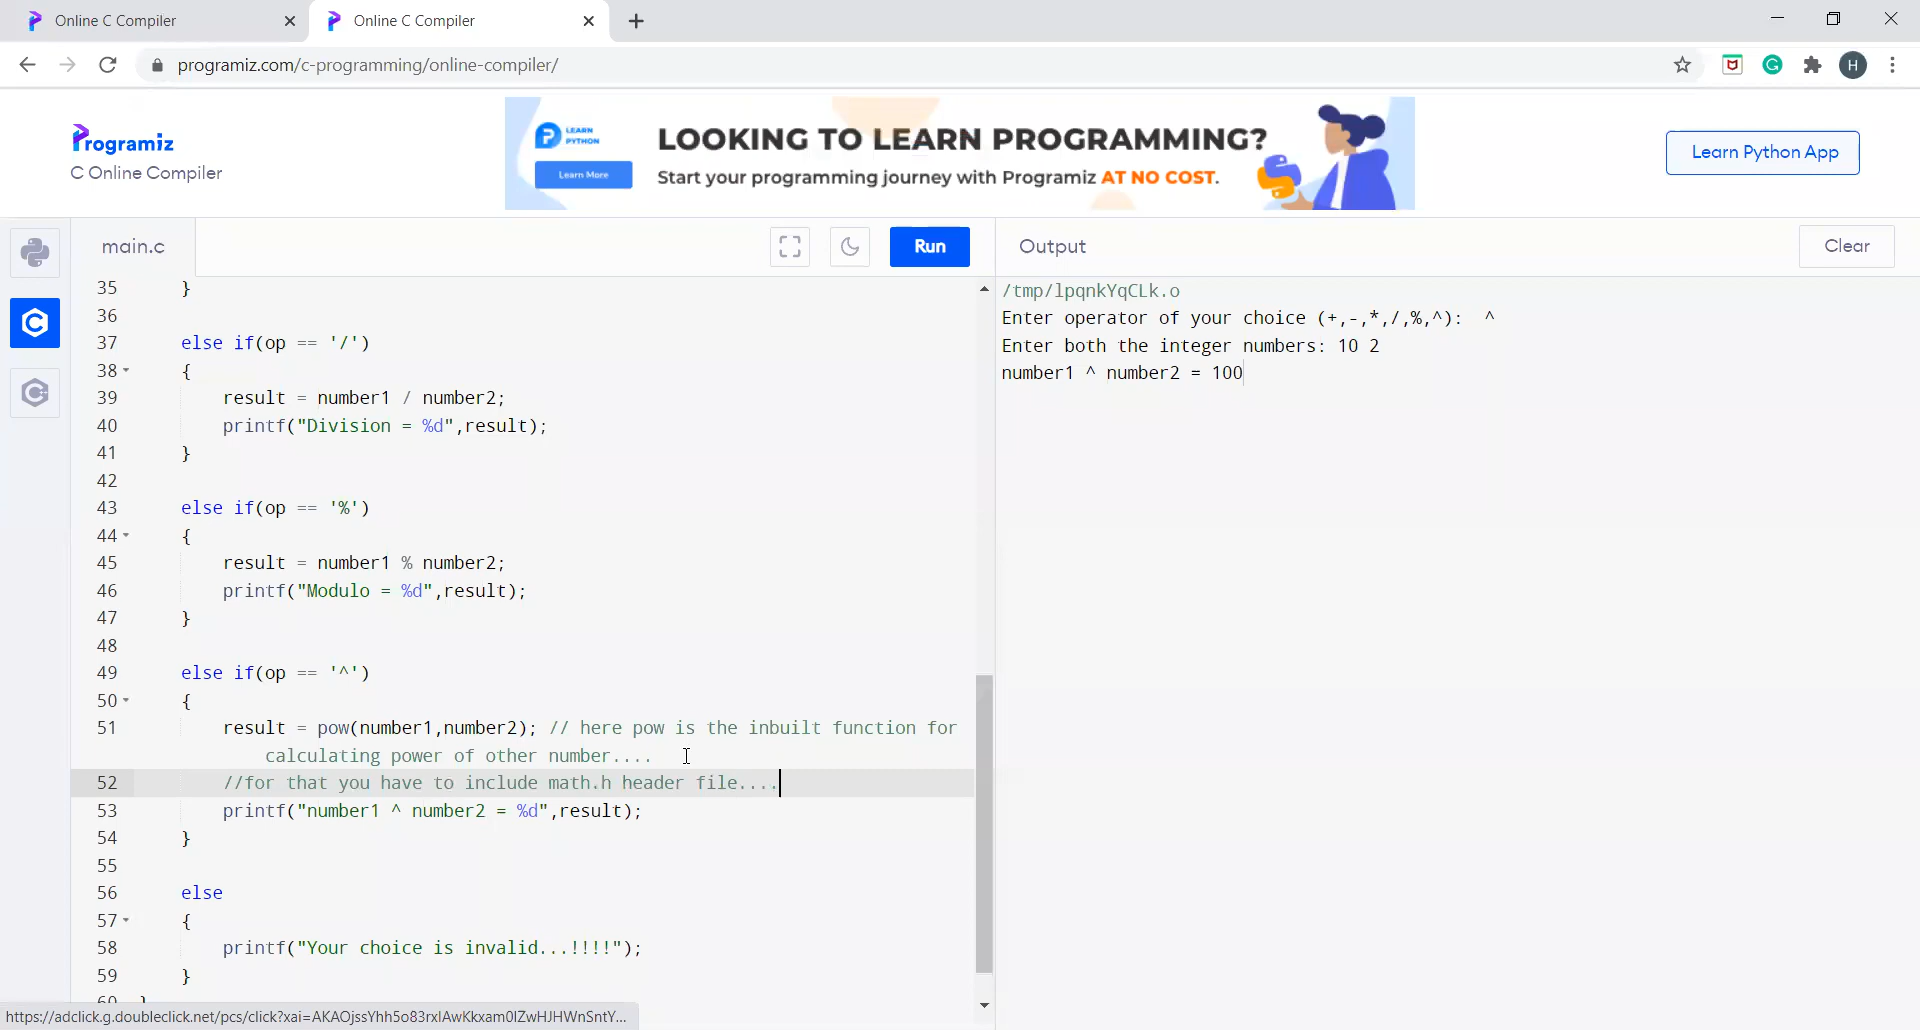 Online C Compiler
Online C Compiler
programiz.com/c-programming/online-compiler/
H
Programiz
C Online Compiler
LEARN
PYTHON
Learn More
LOOKING TO LEARN PROGRAMMING?
Start your programming journey with Programiz AT NO COST.
Learn Python App
main.c
Run
Output
Clear
35 }
36
37 else if(op == '/')
38 {
39 result = number1 / number2;
40 printf("Division = %d",result);
41 }
42
43 else if(op == '%')
44 {
45 result = number1 % number2;
46 printf("Modulo = %d",result);
47 }
48
49 else if(op == '^')
50 {
51 result = pow(number1,number2); // here pow is the inbuilt function for
calculating power of other number....
52 //for that you have to include math.h header file....
53 printf("number1 ^ number2 = %d",result);
54 }
55
56 else
57 {
58 printf("Your choice is invalid...!!!!");
59 }
60 }
/tmp/lpqnkYqCLk.o
Enter operator of your choice (+,-,*,/,%,^): ^
Enter both the integer numbers: 10 2
number1 ^ number2 = 100
https://adclick.g.doubleclick.net/pcs/click?xai=AKAOjssYhh5o83rxlAwKkxam0IZwHJHWnSntY...